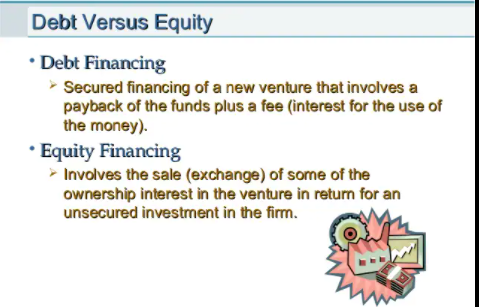 Debt Versus Equity
• Debt Financing
➢ Secured financing of a new venture that involves a
payback of the funds plus a fee (interest for the use of
the money).
• Equity Financing
➢ Involves the sale (exchange) of some of the
ownership interest in the venture in return for an
unsecured investment in the firm.